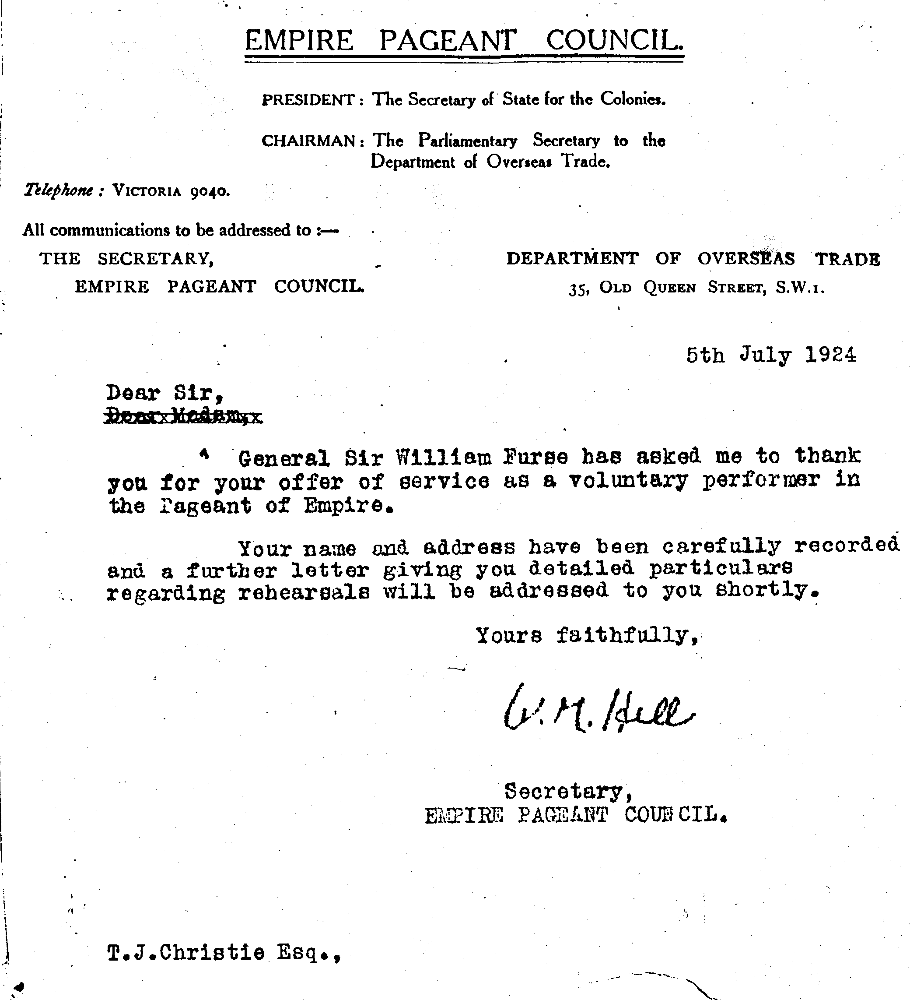 EMPIRE PAGEANT COUNCIL.
PRESIDENT: The Secretary of State for the Colonies.
CHAIRMAN: The Parliamentary Secretary to the
Department of Overseas Trade.
Telephone: VICTORIA 9040.
All communications to be addressed to :—
THE SECRETARY,
EMPIRE PAGEANT COUNCIL.
DEPARTMENT OF OVERSEAS TRADE
35, OLD QUEEN STREET, S.W.1.
5th July 1924
Dear Sir,
Dear Madam,
General Sir William Furse has asked me to thank
you for your offer of service as a voluntary performer in
the Pageant of Empire.
Your name and address have been carefully recorded
and a further letter giving you detailed particulars
regarding rehearsals will be addressed to you shortly.
Yours faithfully,
W. M. Hill
Secretary,
EMPIRE PAGEANT COUNCIL.
T.J.Christie Esq.,